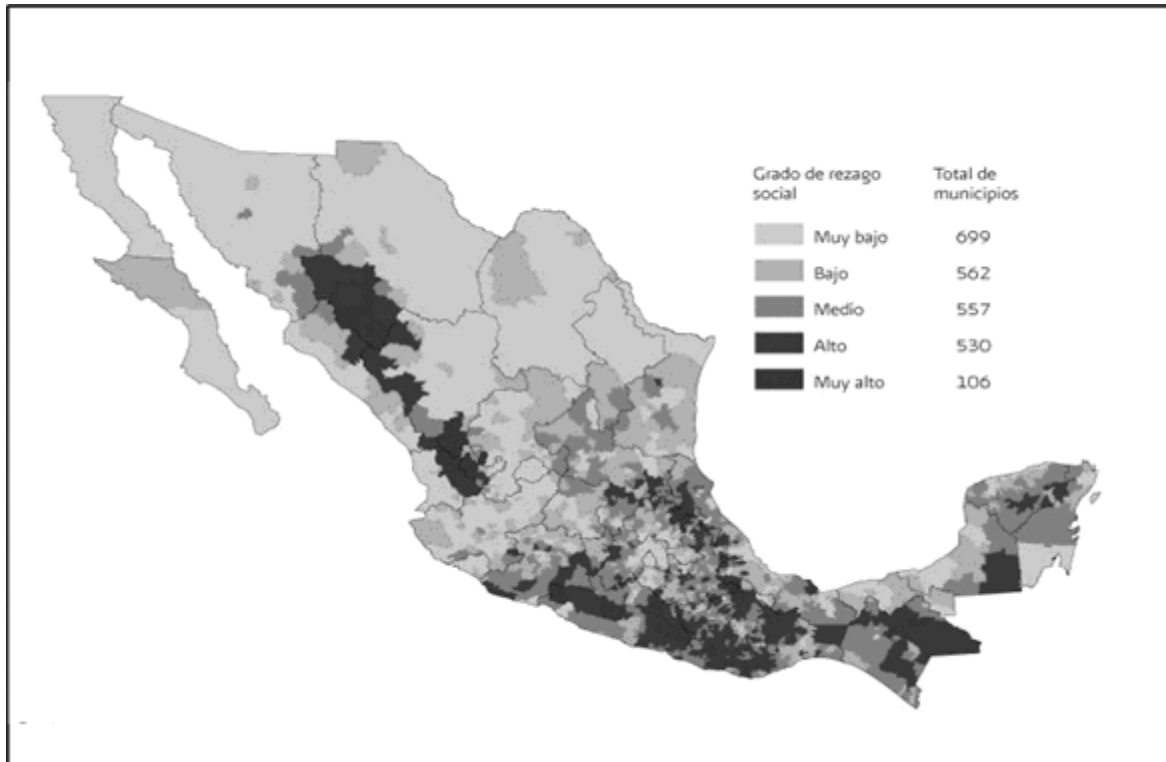 Grado de rezago Total de
social municipios
Muy bajo 699
Bajo 562
Medio 557
Alto 530
Muy alto 106